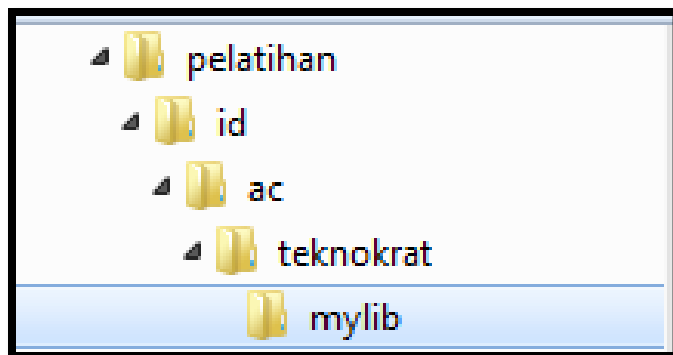 pelatihan
id
ac
teknokrat
mylib